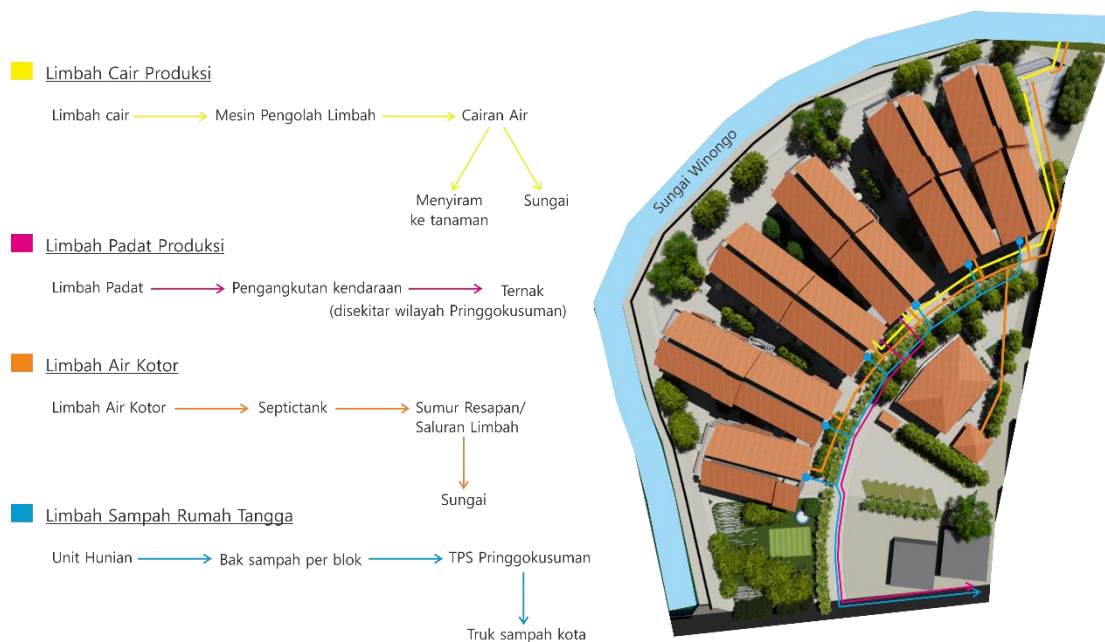 Limbah Cair Produksi
Limbah cair
Mesin Pengolah Limbah
Cairan Air
Menyiram
ke tanaman
Sungai
Limbah Padat Produksi
Limbah Padat
Pengangkutan kendaraan
Ternak
(disekitar wilayah Pringgokusuman)
Limbah Air Kotor
Limbah Air Kotor
Septictank
Sumur Resapan/
Saluran Limbah
Sungai
Limbah Sampah Rumah Tangga
Unit Hunian
Bak sampah per blok
TPS Pringgokusuman
Truk sampah kota
Sungai Winongo